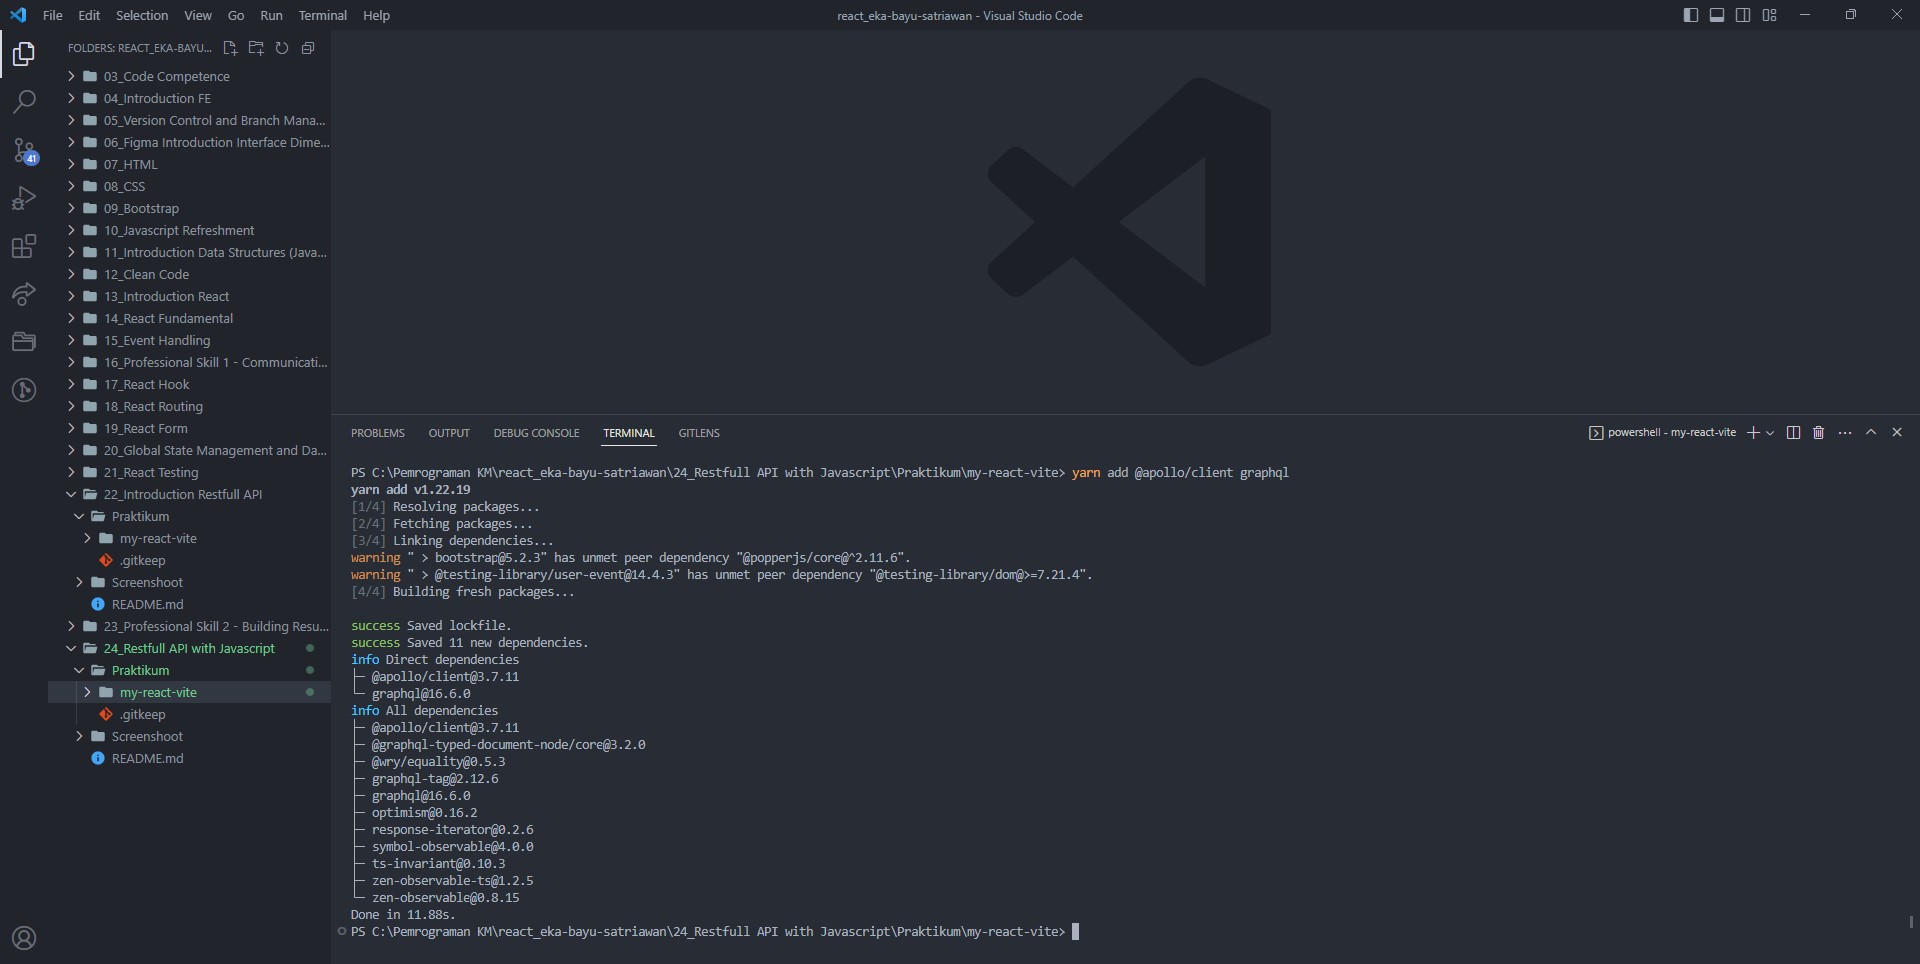 File Edit Selection View Go Run Terminal Help
react_eka-bayu-satriawan - Visual Studio Code
FOLDERS: REACT_EKA-BAYU...
03_Code Competence
04_Introduction FE
05_Version Control and Branch Mana...
06_Figma Introduction Interface Dime...
07_HTML
08_CSS
09_Bootstrap
10_Javascript Refreshment
11_Introduction Data Structures (Java...
12_Clean Code
13_Introduction React
14_React Fundamental
15_Event Handling
16_Professional Skill 1 - Communicati...
17_React Hook
18_React Routing
19_React Form
20_Global State Management and Da...
21_React Testing
22_Introduction Restfull API
Praktikum
my-react-vite
.gitkeep
Screenshoot
README.md
23_Professional Skill 2 - Building Resu...
24_Restfull API with Javascript
Praktikum
my-react-vite
.gitkeep
Screenshoot
README.md
41
PROBLEMS OUTPUT DEBUG CONSOLE TERMINAL GITLENS
powershell - my-react-vite
PS C:\Pemrograman KM\react_eka-bayu-satriawan\24_Restfull API with Javascript\Praktikum\my-react-vite> yarn add @apollo/client graphql
yarn add v1.22.19
[1/4] Resolving packages...
[2/4] Fetching packages...
[3/4] Linking dependencies...
warning " > bootstrap@5.2.3" has unmet peer dependency "@popperjs/core@^2.11.6".
warning " > @testing-library/user-event@14.4.3" has unmet peer dependency "@testing-library/dom@>=7.21.4".
[4/4] Building fresh packages...
success Saved lockfile.
success Saved 11 new dependencies.
info Direct dependencies
├─ @apollo/client@3.7.11
└─ graphql@16.6.0
info All dependencies
├─ @apollo/client@3.7.11
├─ @graphql-typed-document-node/core@3.2.0
├─ @wry/equality@0.5.3
├─ graphql-tag@2.12.6
├─ graphql@16.6.0
├─ optimism@0.16.2
├─ response-iterator@0.2.6
├─ symbol-observable@4.0.0
├─ ts-invariant@0.10.3
├─ zen-observable-ts@1.2.5
└─ zen-observable@0.8.15
Done in 11.88s.
PS C:\Pemrograman KM\react_eka-bayu-satriawan\24_Restfull API with Javascript\Praktikum\my-react-vite>